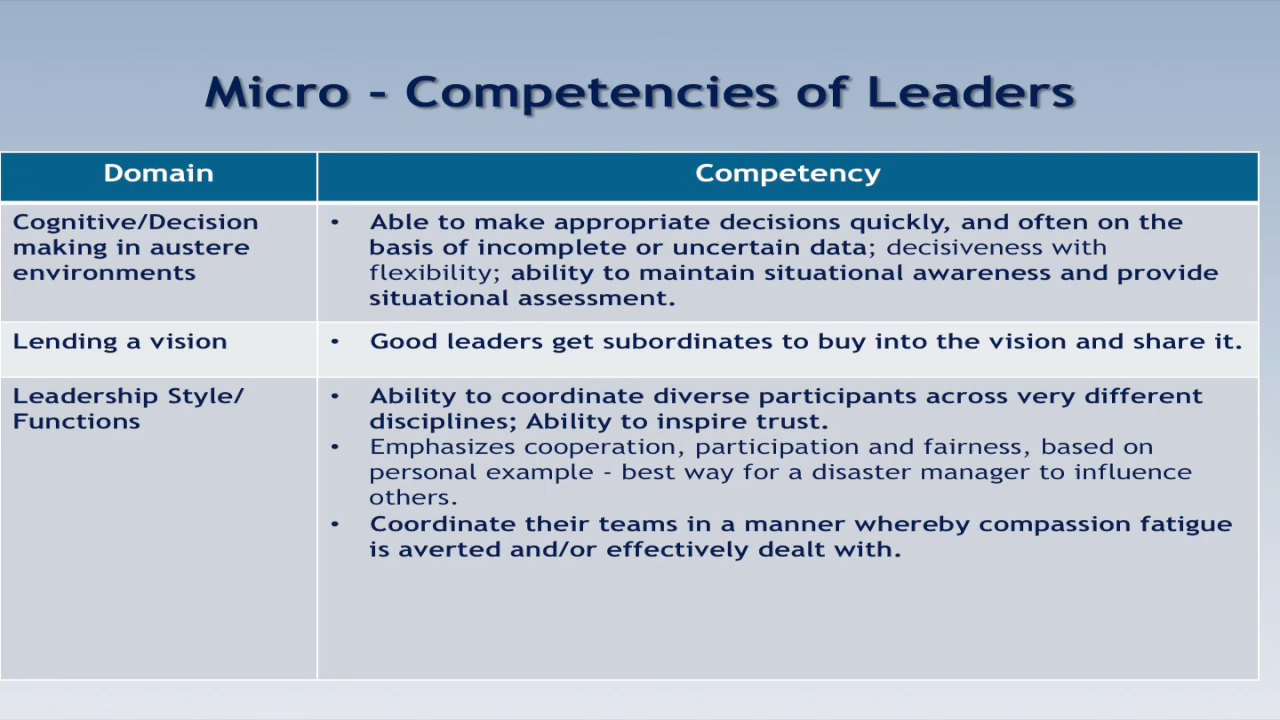 Micro - Competencies of Leaders
Domain
Competency
Cognitive/Decision
making in austere
environments
• Able to make appropriate decisions quickly, and often on the
basis of incomplete or uncertain data; decisiveness with
flexibility; ability to maintain situational awareness and provide
situational assessment.
Lending a vision
• Good leaders get subordinates to buy into the vision and share it.
Leadership Style/
Functions
• Ability to coordinate diverse participants across very different
disciplines; Ability to inspire trust.
• Emphasizes cooperation, participation and fairness, based on
personal example - best way for a disaster manager to influence
others.
• Coordinate their teams in a manner whereby compassion fatigue
is averted and/or effectively dealt with.